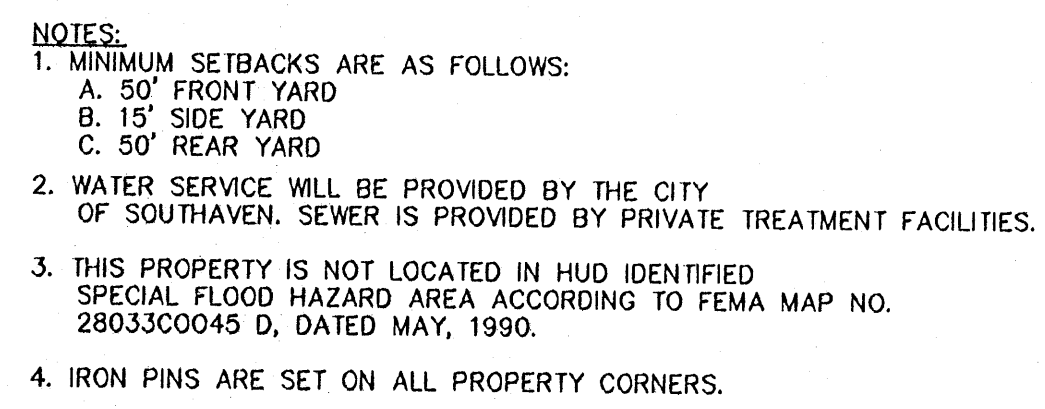 NOTES:
1. MINIMUM SETBACKS ARE AS FOLLOWS:
A. 50' FRONT YARD
B. 15' SIDE YARD
C. 50' REAR YARD
2. WATER SERVICE WILL BE PROVIDED BY THE CITY
OF SOUTHAVEN. SEWER IS PROVIDED BY PRIVATE TREATMENT FACILITIES.
3. THIS PROPERTY IS NOT LOCATED IN HUD IDENTIFIED
SPECIAL FLOOD HAZARD AREA ACCORDING TO FEMA MAP NO.
28033C0045 D, DATED MAY, 1990.
4. IRON PINS ARE SET ON ALL PROPERTY CORNERS.